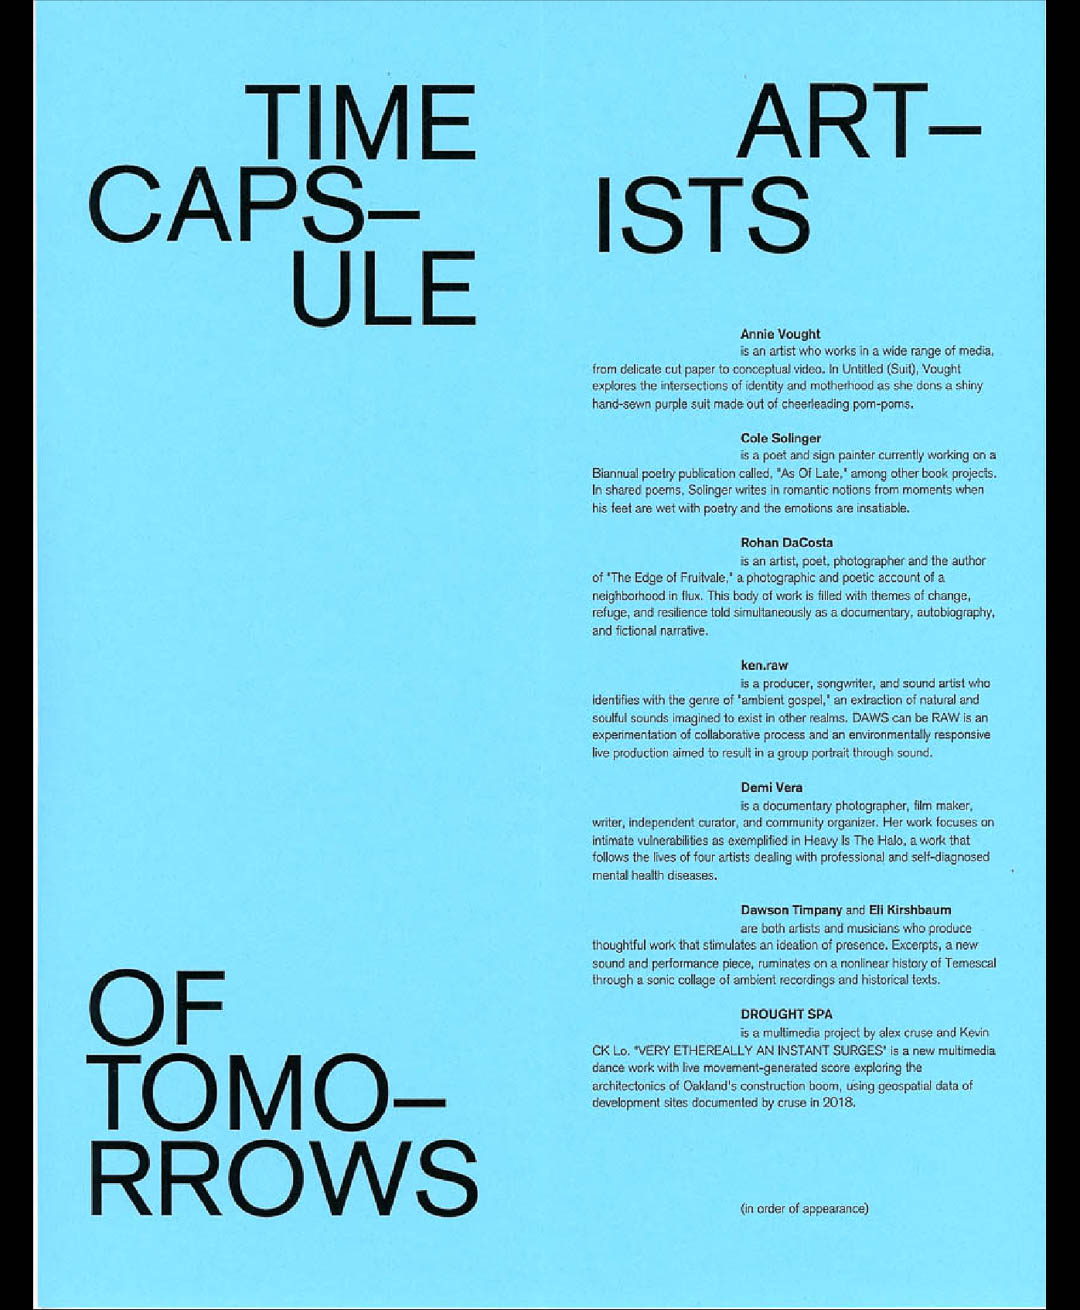 TIME
CAPS–
ULE
OF
TOMO–
RROWS
ART–
ISTS
Annie Vought
is an artist who works in a wide range of media,
from delicate cut paper to conceptual video. In Untitled (Suit), Vought
explores the intersections of identity and motherhood as she dons a shiny
hand-sewn purple suit made out of cheerleading pom-poms.
Cole Solinger
is a poet and sign painter currently working on a
Biannual poetry publication called, "As Of Late," among other book projects.
In shared poems, Solinger writes in romantic notions from moments when
his feet are wet with poetry and the emotions are insatiable.
Rohan DaCosta
is an artist, poet, photographer and the author
of "The Edge of Fruitvale," a photographic and poetic account of a
neighborhood in flux. This body of work is filled with themes of change,
refuge, and resilience told simultaneously as a documentary, autobiography,
and fictional narrative.
ken.raw
is a producer, songwriter, and sound artist who
identifies with the genre of "ambient gospel," an extraction of natural and
soulful sounds imagined to exist in other realms. DAWS can be RAW is an
experimentation of collaborative process and an environmentally responsive
live production aimed to result in a group portrait through sound.
Demi Vera
is a documentary photographer, film maker,
writer, independent curator, and community organizer. Her work focuses on
intimate vulnerabilities as exemplified in Heavy Is The Halo, a work that
follows the lives of four artists dealing with professional and self-diagnosed
mental health diseases.
Dawson Timpany and Eli Kirshbaum
are both artists and musicians who produce
thoughtful work that stimulates an ideation of presence. Excerpts, a new
sound and performance piece, ruminates on a nonlinear history of Temescal
through a sonic collage of ambient recordings and historical texts.
DROUGHT SPA
is a multimedia project by alex cruse and Kevin
CK Lo. "VERY ETHEREALLY AN INSTANT SURGES" is a new multimedia
dance work with live movement-generated score exploring the
architectonics of Oakland's construction boom, using geospatial data of
development sites documented by cruse in 2018.
(in order of appearance)